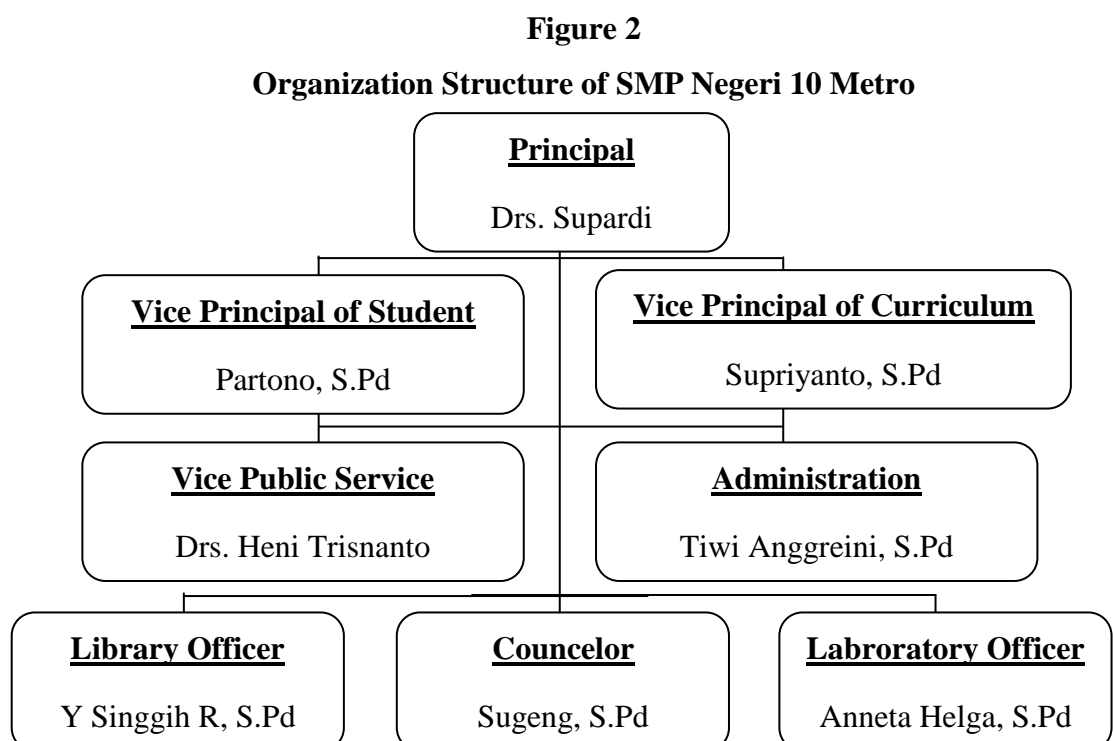 Figure 2
Organization Structure of SMP Negeri 10 Metro
Principal
Drs. Supardi
Vice Principal of Student
Partono, S.Pd
Vice Principal of Curriculum
Supriyanto, S.Pd
Vice Public Service
Drs. Heni Trisnanto
Administration
Tiwi Anggreini, S.Pd
Library Officer
Y Singgih R, S.Pd
Councelor
Sugeng, S.Pd
Labroratory Officer
Anneta Helga, S.Pd